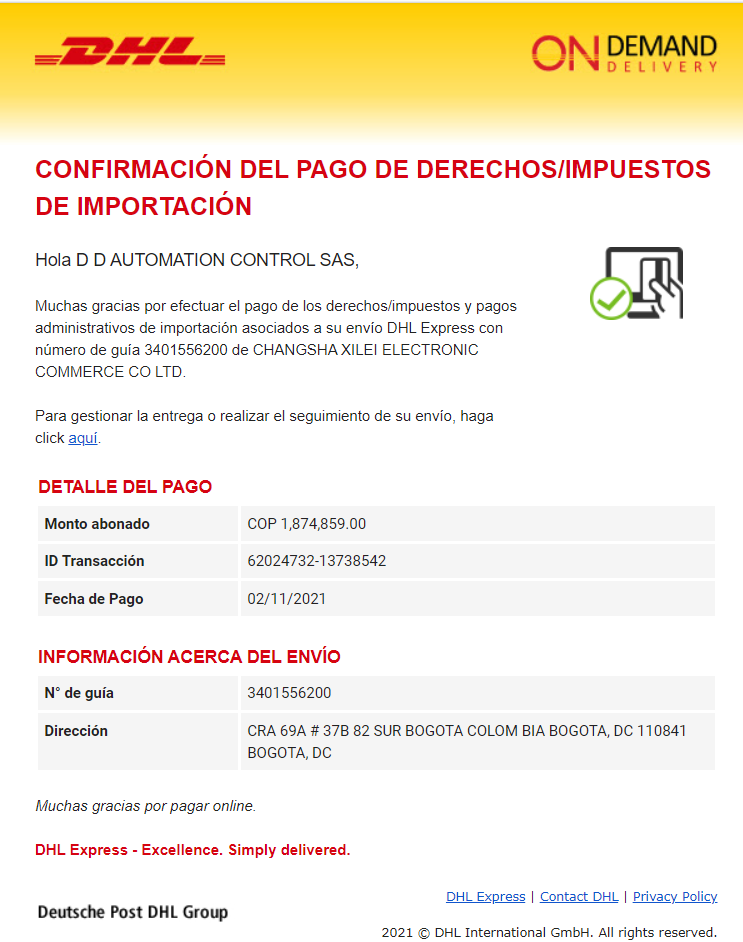 DHL
ON DEMAND
DELIVERY
CONFIRMACIÓN DEL PAGO DE DERECHOS/IMPUESTOS
DE IMPORTACIÓN
Hola D D AUTOMATION CONTROL SAS,
Muchas gracias por efectuar el pago de los derechos/impuestos y pagos
administrativos de importación asociados a su envío DHL Express con
número de guía 3401556200 de CHANGSHA XILEI ELECTRONIC
COMMERCE CO LTD.
Para gestionar la entrega o realizar el seguimiento de su envío, haga
click aquí.
DETALLE DEL PAGO
Monto abonado COP 1,874,859.00
ID Transacción 62024732-13738542
Fecha de Pago 02/11/2021
INFORMACIÓN ACERCA DEL ENVÍO
N° de guía 3401556200
Dirección CRA 69A # 37B 82 SUR BOGOTA COLOM BIA BOGOTA, DC 110841
BOGOTA, DC
Muchas gracias por pagar online.
DHL Express - Excellence. Simply delivered.
DHL Express | Contact DHL | Privacy Policy
Deutsche Post DHL Group
2021 © DHL International GmbH. All rights reserved.